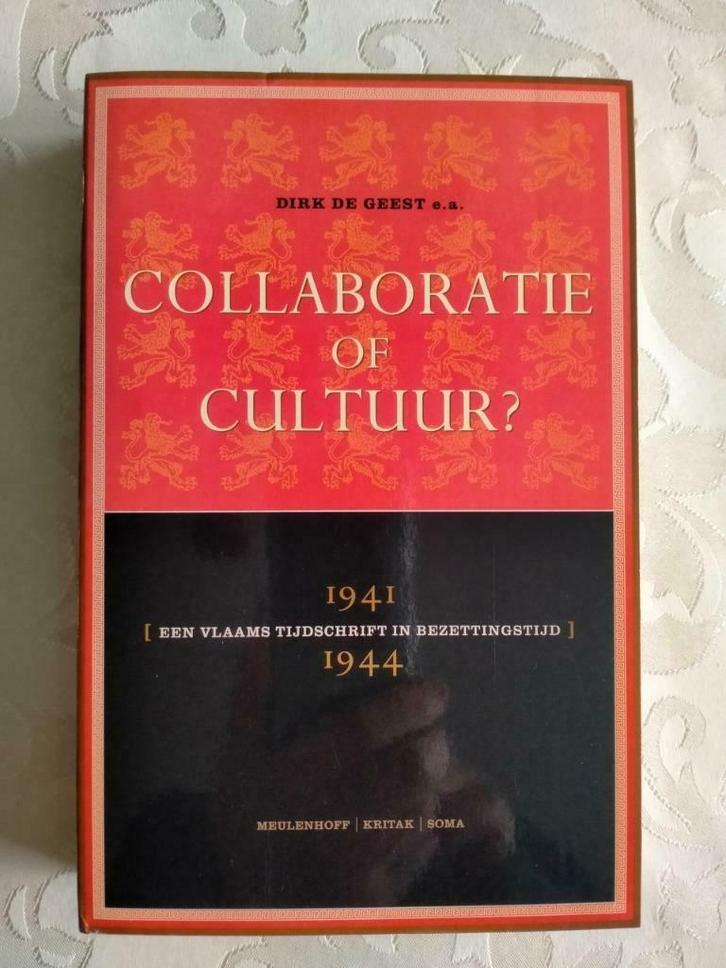 DIRK DE GEEST e.a.
COLLABORATIE
OF
CULTUUR?
1941
[ EEN VLAAMS TIJDSCHRIFT IN BEZETTINGSTIJD ]
1944
MEULENHOFF | KRITAK | SOMA